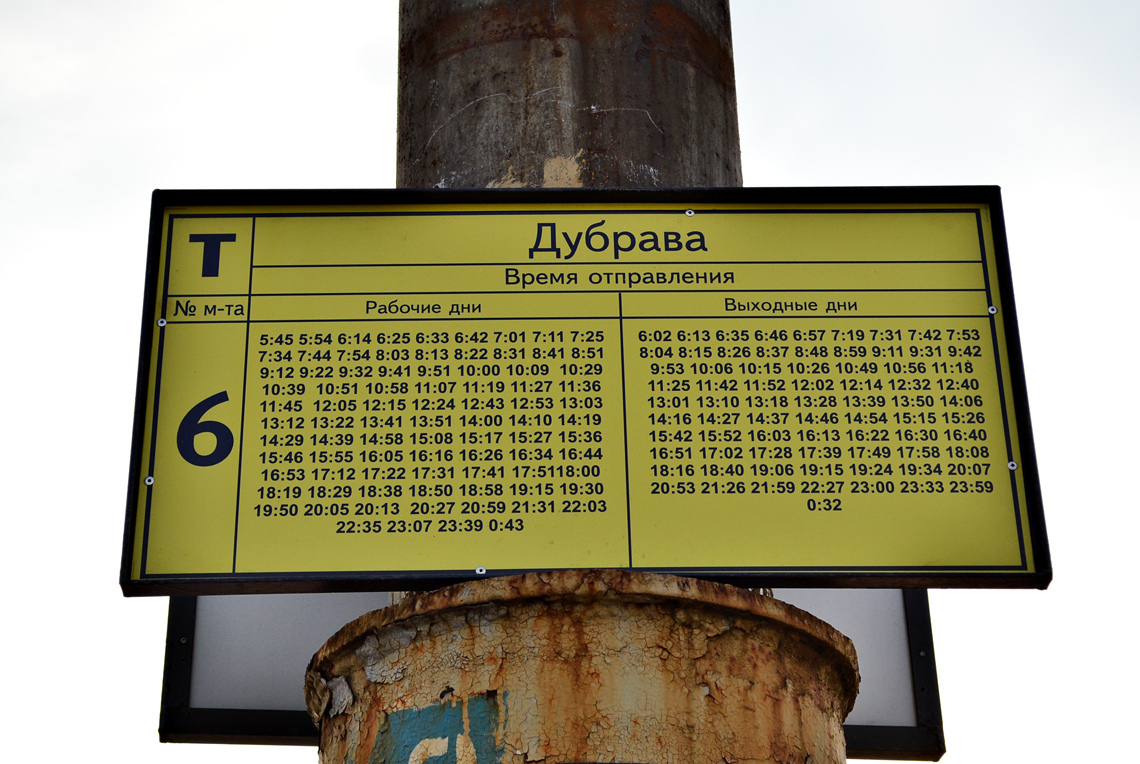 т
Дубрава
Время отправления
№ м-та
Рабочие дни
Выходные дни
6
5:45 5:54 6:14 6:25 6:33 6:42 7:01 7:11 7:25
7:34 7:44 7:54 8:03 8:13 8:22 8:31 8:41 8:51
9:12 9:22 9:32 9:41 9:51 10:00 10:09 10:29
10:39 10:51 10:58 11:07 11:19 11:27 11:36
11:45 12:05 12:15 12:24 12:43 12:53 13:03
13:12 13:22 13:41 13:51 14:00 14:10 14:19
14:29 14:39 14:58 15:08 15:17 15:27 15:36
15:46 15:55 16:05 16:16 16:26 16:34 16:44
16:53 17:12 17:22 17:31 17:41 17:5118:00
18:19 18:29 18:38 18:50 18:58 19:15 19:30
19:50 20:05 20:13 20:27 20:59 21:31 22:03
22:35 23:07 23:39 0:43
6:02 6:13 6:35 6:46 6:57 7:19 7:31 7:42 7:53
8:04 8:15 8:26 8:37 8:48 8:59 9:11 9:31 9:42
9:53 10:06 10:15 10:26 10:49 10:56 11:18
11:25 11:42 11:52 12:02 12:14 12:32 12:40
13:01 13:10 13:18 13:28 13:39 13:50 14:06
14:16 14:27 14:37 14:46 14:54 15:15 15:26
15:42 15:52 16:03 16:13 16:22 16:30 16:40
16:51 17:02 17:28 17:39 17:49 17:58 18:08
18:16 18:40 19:06 19:15 19:24 19:34 20:07
20:53 21:26 21:59 22:27 23:00 23:33 23:59
0:32